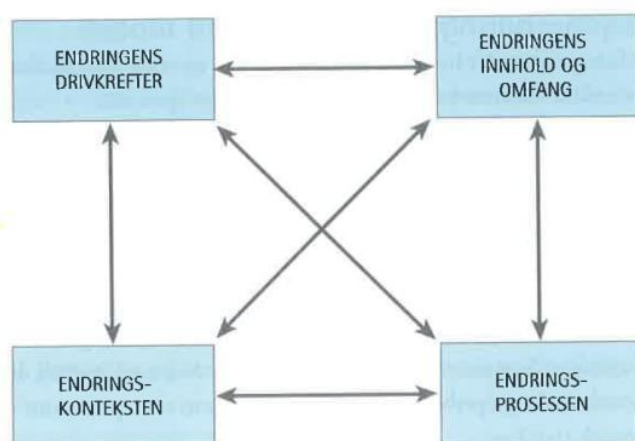 ENDRINGENS
DRIVKREFTER
ENDRINGENS
INNHOLD OG
OMFANG
ENDRINGS-
KONTEKSTEN
ENDRINGS-
PROSESSEN